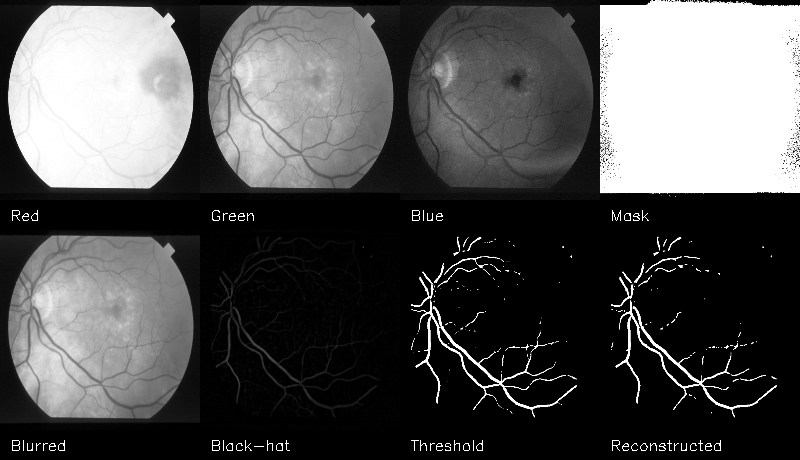 Red
Green
Blue
Mask
Blurred
Black-hat
Threshold
Reconstructed